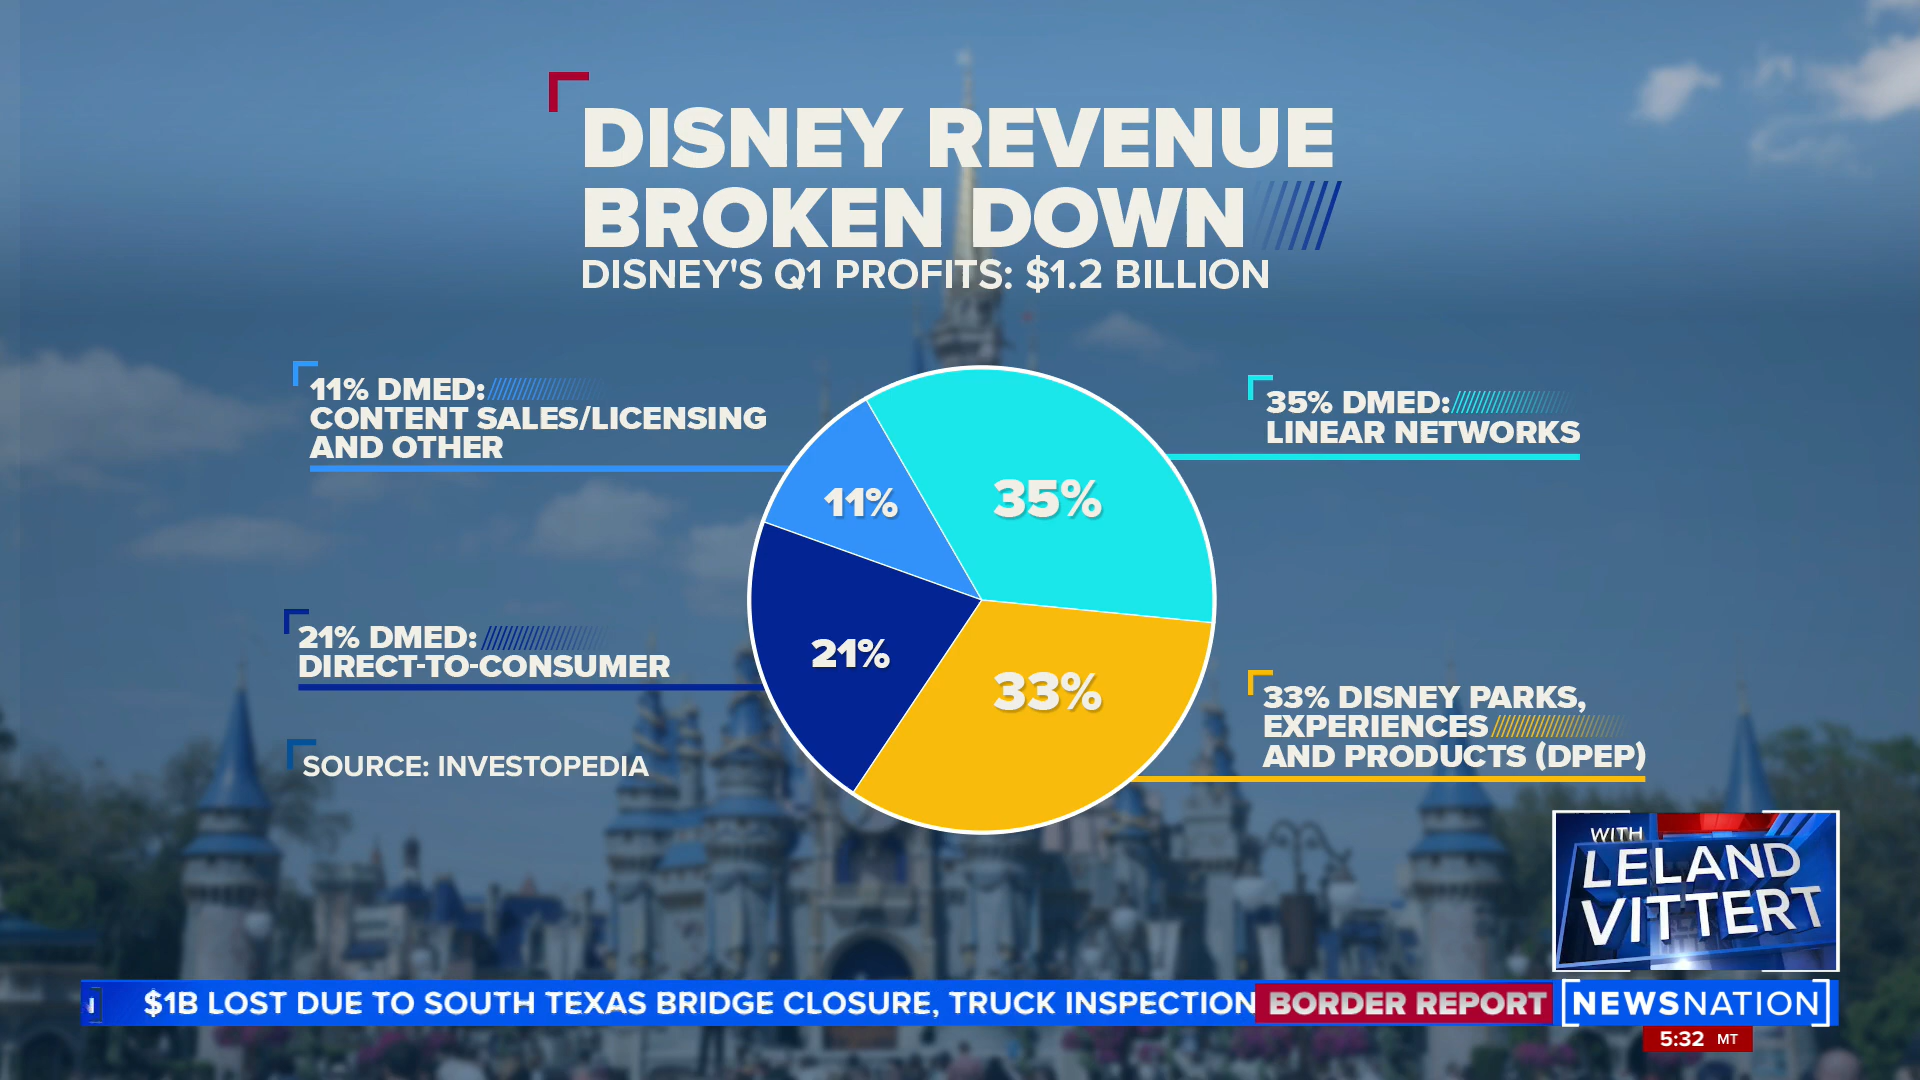 DISNEY REVENUE
BROKEN DOWN
DISNEY'S Q1 PROFITS: $1.2 BILLION
11% DMED:
CONTENT SALES/LICENSING
AND OTHER
35% DMED:
LINEAR NETWORKS
11%
35%
21% DMED:
DIRECT-TO-CONSUMER
21%
33%
33% DISNEY PARKS,
EXPERIENCES
AND PRODUCTS (DPEP)
SOURCE: INVESTOPEDIA
WITH
LELAND
VITTERT
$1B LOST DUE TO SOUTH TEXAS BRIDGE CLOSURE, TRUCK INSPECTION
BORDER REPORT
NEWSNATION
5:32 MT